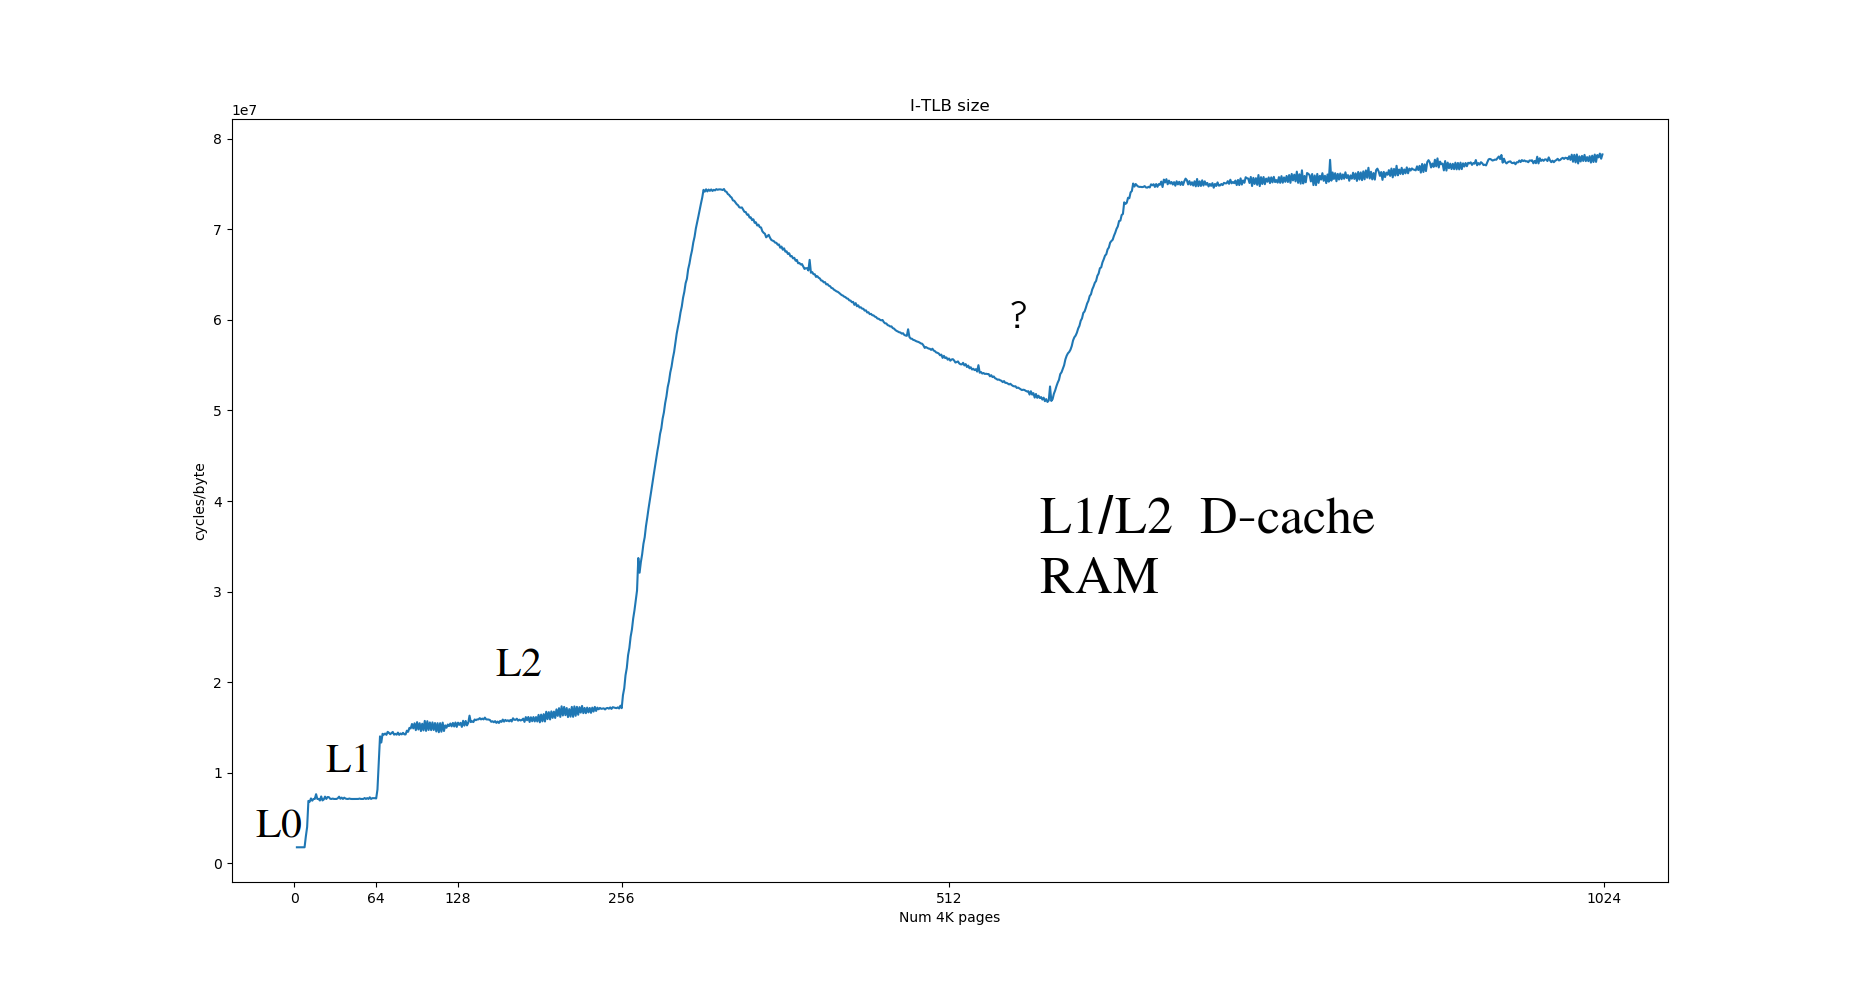 I-TLB size
1e7
8
7
6
5
4
3
2
1
0
cycles/byte
?
L1/L2 D-cache
RAM
L2
L1
L0
0 64 128 256 512 1024
Num 4K pages